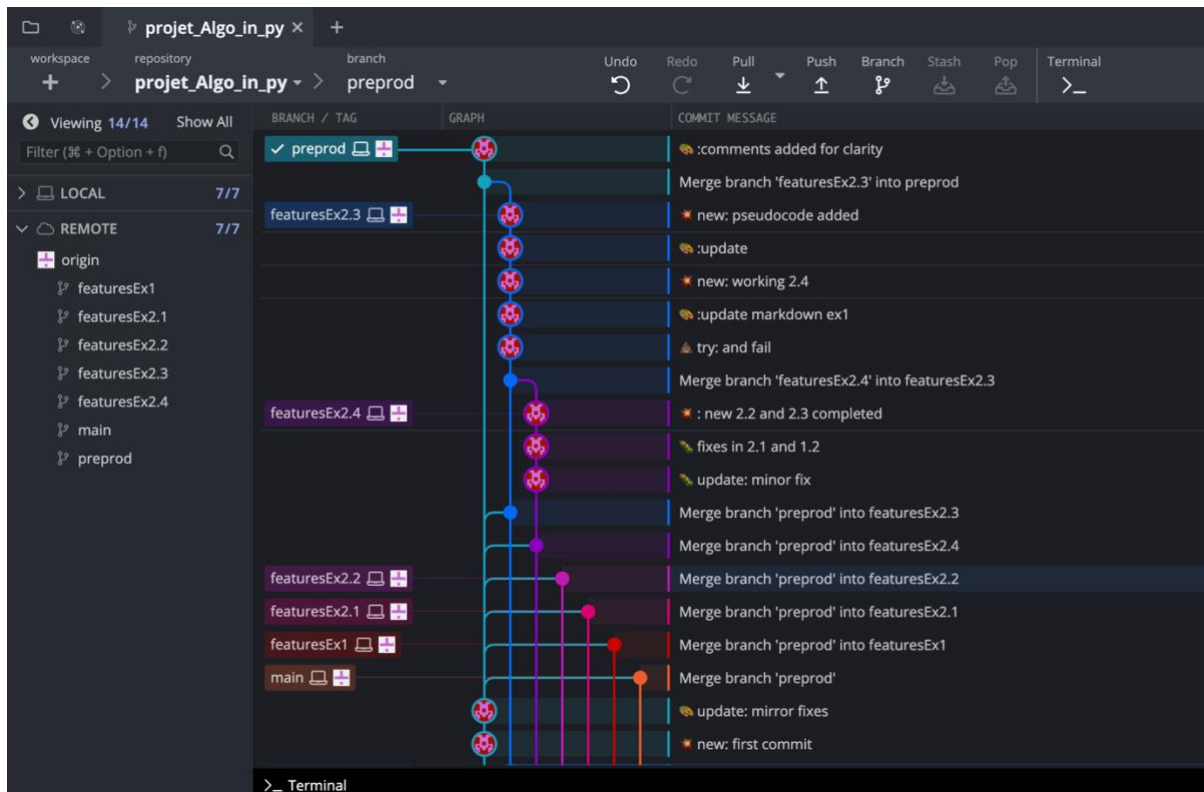 projet_Algo_in_py × +
workspace repository branch
+ > projet_Algo_in_py > preprod
Undo Redo Pull Push Branch Stash Pop Terminal
Viewing 14/14 Show All
Filter (⌘ + Option + f)
LOCAL 7/7
REMOTE 7/7
origin
featuresEx1
featuresEx2.1
featuresEx2.2
featuresEx2.3
featuresEx2.4
main
preprod
BRANCH / TAG GRAPH COMMIT MESSAGE
✓ preprod 🎨 :comments added for clarity
Merge branch 'featuresEx2.3' into preprod
featuresEx2.3 💥 new: pseudocode added
🎨 :update
💥 new: working 2.4
🎨 :update markdown ex1
💩 try: and fail
Merge branch 'featuresEx2.4' into featuresEx2.3
featuresEx2.4 💥 : new 2.2 and 2.3 completed
🐛 fixes in 2.1 and 1.2
🐛 update: minor fix
Merge branch 'preprod' into featuresEx2.3
Merge branch 'preprod' into featuresEx2.4
featuresEx2.2 Merge branch 'preprod' into featuresEx2.2
featuresEx2.1 Merge branch 'preprod' into featuresEx2.1
featuresEx1 Merge branch 'preprod' into featuresEx1
main Merge branch 'preprod'
🎨 update: mirror fixes
💥 new: first commit
>_ Terminal